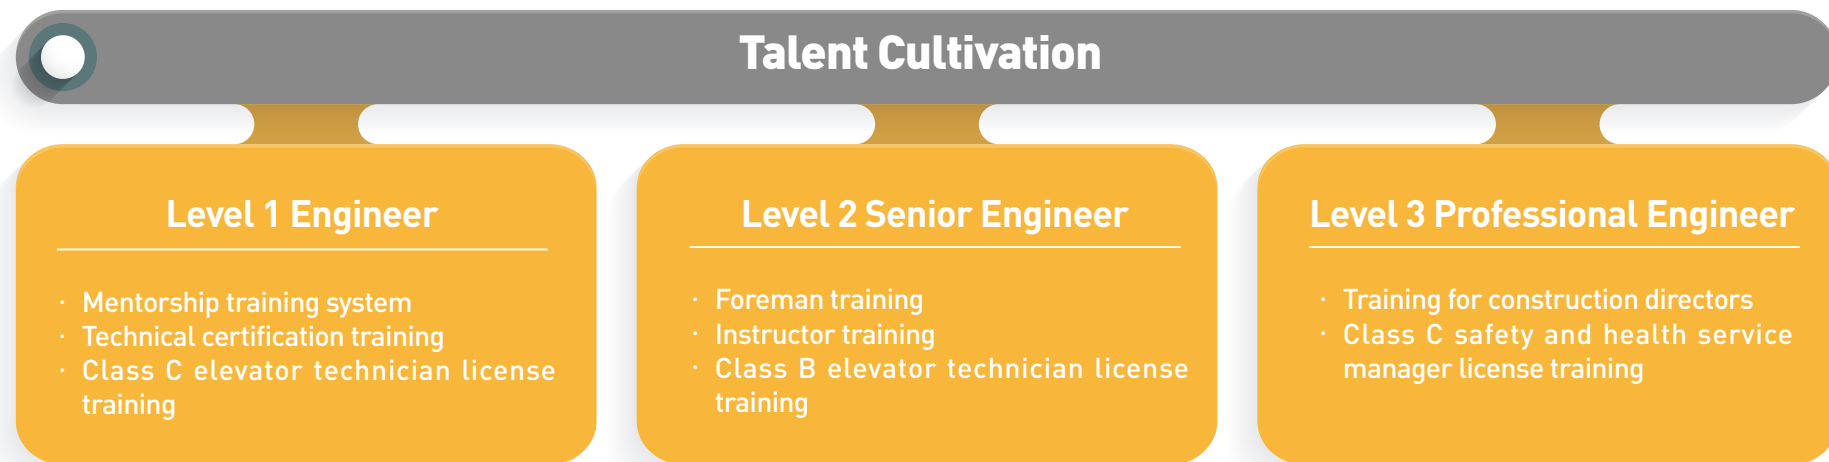 Talent Cultivation
Level 1 Engineer
· Mentorship training system
· Technical certification training
· Class C elevator technician license
training
Level 2 Senior Engineer
· Foreman training
· Instructor training
· Class B elevator technician license
training
Level 3 Professional Engineer
· Training for construction directors
· Class C safety and health service
manager license training